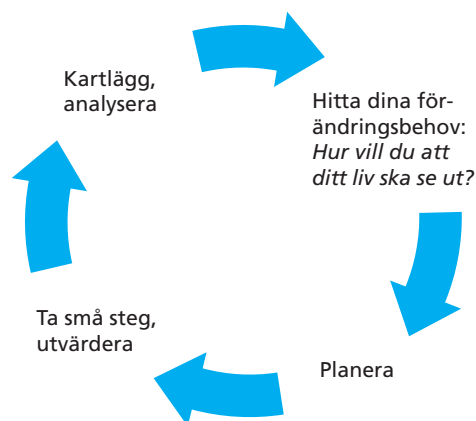 Kartlägg,
analysera
Hitta dina för-
ändringsbehov:
Hur vill du att
ditt liv ska se ut?
Planera
Ta små steg,
utvärdera